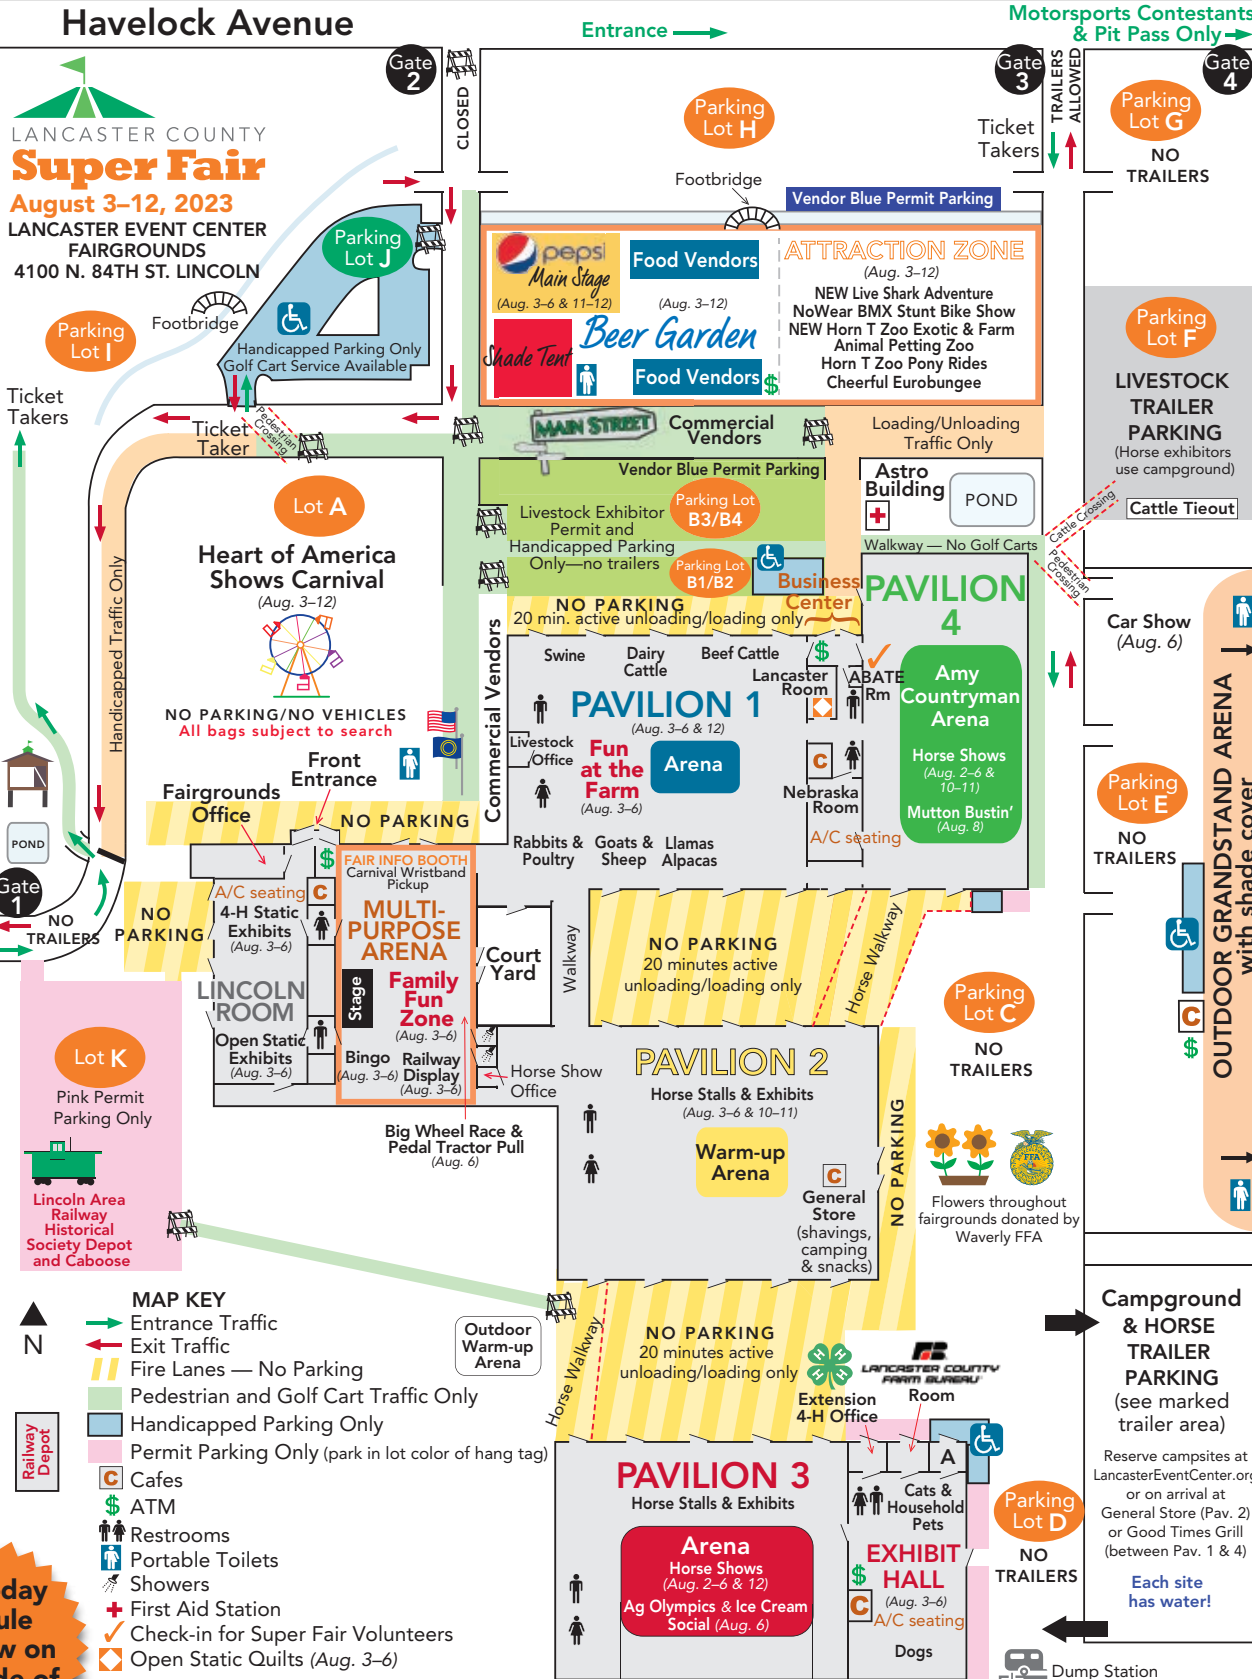 Havelock Avenue
Entrance
Motorsports Contestants
& Pit Pass Only
Gate
2
CLOSED
Gate
3
TRAILERS
ALLOWED
Gate
4
LANCASTER COUNTY
Super Fair
August 3–12, 2023
LANCASTER EVENT CENTER
FAIRGROUNDS
4100 N. 84TH ST. LINCOLN
Parking
Lot H
Ticket
Takers
Parking
Lot G
NO
TRAILERS
Footbridge
Vendor Blue Permit Parking
Parking
Lot J
Handicapped Parking Only
Golf Cart Service Available
Footbridge
Parking
Lot I
Ticket
Takers
Ticket
Taker
Pedestrian
Crossing
pepsi
Main Stage
(Aug. 3–6 & 11–12)
Food Vendors
(Aug. 3–12)
Beer Garden
Shade Tent
Food Vendors
$
ATTRACTION ZONE
(Aug. 3–12)
NEW Live Shark Adventure
NoWear BMX Stunt Bike Show
NEW Horn T Zoo Exotic & Farm
Animal Petting Zoo
Horn T Zoo Pony Rides
Cheerful Eurobungee
Parking
Lot F
LIVESTOCK
TRAILER
PARKING
(Horse exhibitors
use campground)
Cattle Tieout
Cattle Crossing
Pedestrian
Crossing
MAIN STREET
Commercial
Vendors
Loading/Unloading
Traffic Only
Vendor Blue Permit Parking
Parking Lot
B3/B4
Livestock Exhibitor
Permit and
Handicapped Parking
Only—no trailers
Parking Lot
B1/B2
Astro
Building
POND
Walkway — No Golf Carts
Business
Center
NO PARKING
20 min. active unloading/loading only
Lot A
Heart of America
Shows Carnival
(Aug. 3–12)
NO PARKING/NO VEHICLES
All bags subject to search
Handicapped Traffic Only
Front
Entrance
Fairgrounds
Office
NO PARKING
Commercial Vendors
Swine
Dairy
Cattle
Beef Cattle
$
Lancaster
Room
ABATE
Rm
PAVILION 1
(Aug. 3–6 & 12)
Livestock
Office
Fun
at the
Farm
(Aug. 3–6)
Arena
C
Nebraska
Room
A/C seating
Rabbits &
Poultry
Goats &
Sheep
Llamas
Alpacas
PAVILION
4
Amy
Countryman
Arena
Horse Shows
(Aug. 2–6 &
10–11)
Mutton Bustin’
(Aug. 8)
Car Show
(Aug. 6)
Parking
Lot E
NO
TRAILERS
OUTDOOR GRANDSTAND ARENA
with shade cover
C
$
POND
Gate
1
NO
TRAILERS
NO
PARKING
$
A/C seating
C
4-H Static
Exhibits
(Aug. 3–6)
LINCOLN
ROOM
Open Static
Exhibits
(Aug. 3–6)
FAIR INFO BOOTH
Carnival Wristband
Pickup
MULTI-
PURPOSE
ARENA
Stage
Family
Fun
Zone
(Aug. 3–6)
Bingo
(Aug. 3–6)
Railway
Display
(Aug. 3–6)
Court
Yard
Walkway
Horse Show
Office
Big Wheel Race &
Pedal Tractor Pull
(Aug. 6)
NO PARKING
20 minutes active
unloading/loading only
Horse Walkway
Parking
Lot C
NO
TRAILERS
PAVILION 2
Horse Stalls & Exhibits
(Aug. 3–6 & 10–11)
Warm-up
Arena
C
General
Store
(shavings,
camping
& snacks)
NO PARKING
FFA
Flowers throughout
fairgrounds donated by
Waverly FFA
Lot K
Pink Permit
Parking Only
Lincoln Area
Railway
Historical
Society Depot
and Caboose
N
MAP KEY
Entrance Traffic
Exit Traffic
Fire Lanes — No Parking
Pedestrian and Golf Cart Traffic Only
Handicapped Parking Only
Permit Parking Only (park in lot color of hang tag)
C Cafes
$ ATM
Restrooms
Portable Toilets
Showers
First Aid Station
Check-in for Super Fair Volunteers
Open Static Quilts (Aug. 3–6)
Railway
Depot
Outdoor
Warm-up
Arena
Horse Walkway
NO PARKING
20 minutes active
unloading/loading only
H H H H
LANCASTER COUNTY
FARM BUREAU
Room
Extension
4-H Office
A
Campground
& HORSE
TRAILER
PARKING
(see marked
trailer area)
Reserve campsites at
LancasterEventCenter.org
or on arrival at
General Store (Pav. 2)
or Good Times Grill
(between Pav. 1 & 4)
Each site
has water!
PAVILION 3
Horse Stalls & Exhibits
Arena
Horse Shows
(Aug. 2–6 & 12)
Ag Olympics & Ice Cream
Social (Aug. 6)
Cats &
Household
Pets
EXHIBIT
HALL
$
(Aug. 3–6)
C
A/C seating
Dogs
Parking
Lot D
NO
TRAILERS
Dump Station